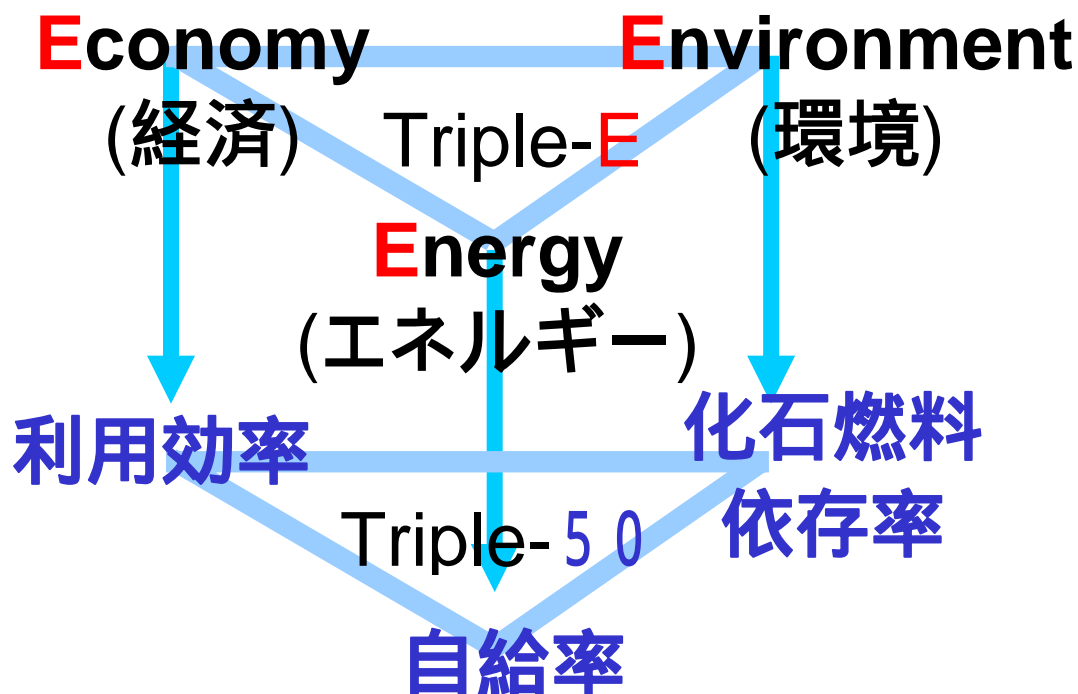 Economy
(経済)
Environment
(環境)
Triple-E
Energy
(エネルギー)
利用効率
化石燃料
依存率
Triple-５０
自給率